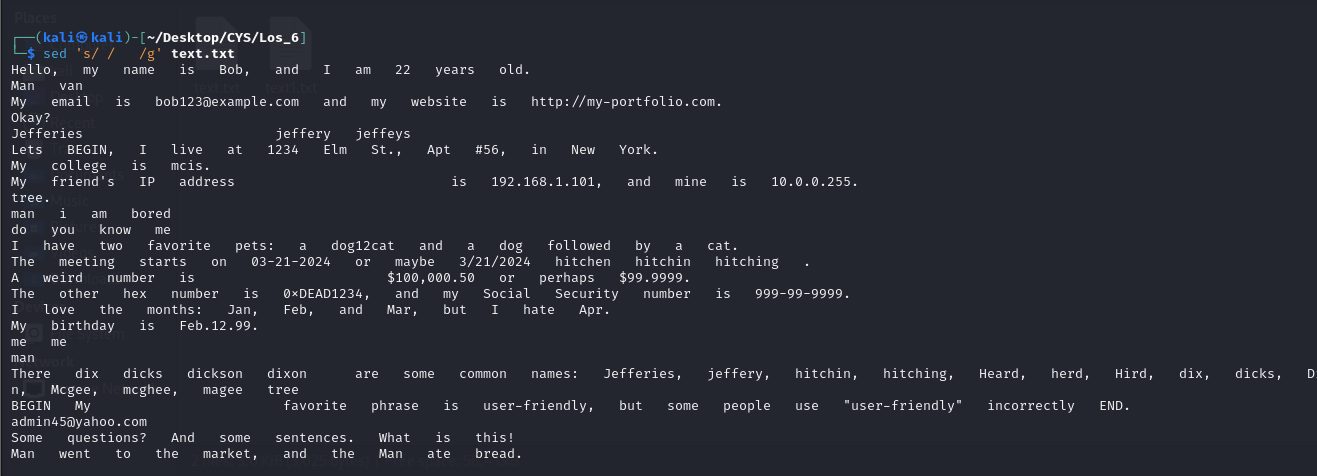 ┌──(kali㉿kali)-[~/Desktop/CYS/Los_6]
└─$ sed 's/ /   /g' text.txt
Hello,   my   name   is   Bob,   and   I   am   22   years   old.
Man   van
My   email   is   bob123@example.com   and   my   website   is   http://my-portfolio.com.
Okay?
Jefferies                        jeffery   jeffeys
Lets   BEGIN,   I   live   at   1234   Elm   St.,   Apt   #56,   in   New   York.
My   college   is   mcis.
My   friend's   IP   address                           is   192.168.1.101,   and   mine   is   10.0.0.255.
tree.
man   i   am   bored
do   you   know   me
I   have   two   favorite   pets:   a   dog12cat   and   a   dog   followed   by   a   cat.
The   meeting   starts   on   03-21-2024   or   maybe   3/21/2024   hitchen   hitchin   hitching   .
A   weird   number   is                        $100,000.50   or   perhaps   $99.9999.
The   other   hex   number   is   0×DEAD1234,   and   my   Social   Security   number   is   999-99-9999.
I   love   the   months:   Jan,   Feb,   and   Mar,   but   I   hate   Apr.
My   birthday   is   Feb.12.99.
me   me
man
There   dix   dicks   dickson   dixon      are   some   common   names:   Jefferies,   jeffery,   hitchin,   hitching,   Heard,   herd,   Hird,   dix,   dicks,   Di
n,   Mcgee,   mcghee,   magee   tree
BEGIN   My                        favorite   phrase   is   user-friendly,   but   some   people   use   "user-friendly"   incorrectly   END.
admin45@yahoo.com
Some   questions?   And   some   sentences.   What   is   this!
Man   went   to   the   market,   and   the   Man   ate   bread.